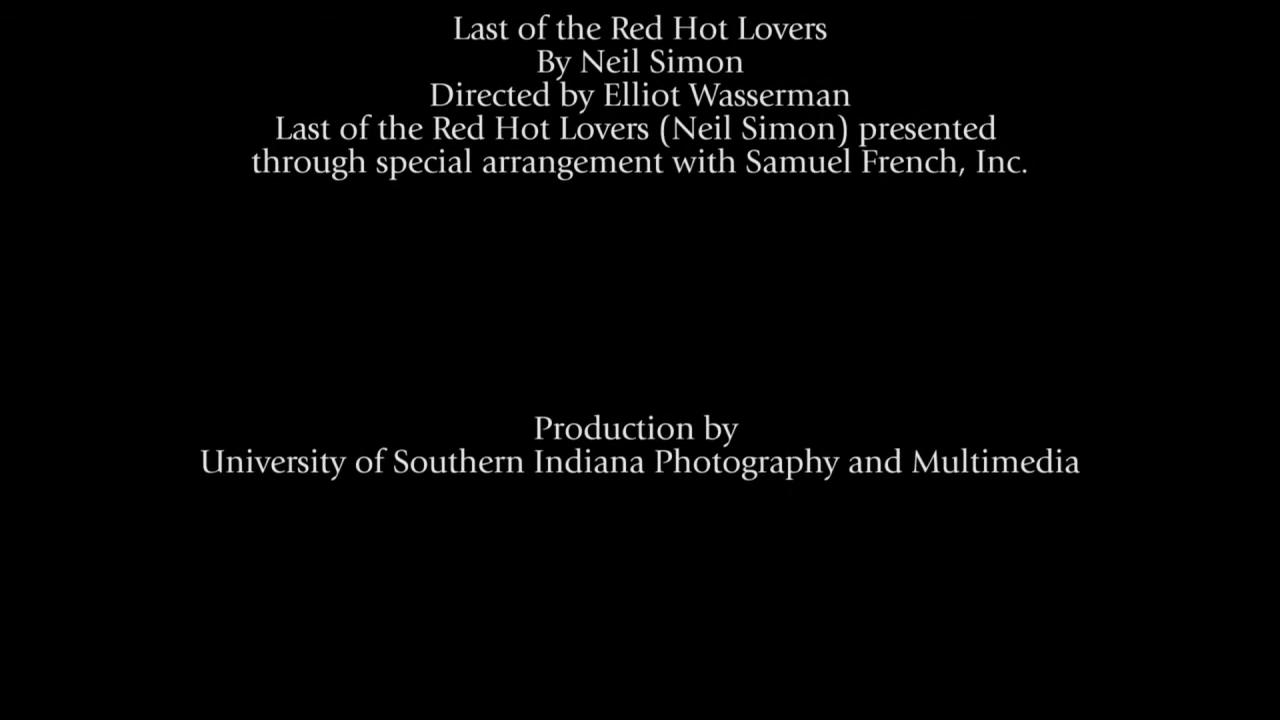 Last of the Red Hot Lovers
By Neil Simon
Directed by Elliot Wasserman
Last of the Red Hot Lovers (Neil Simon) presented
through special arrangement with Samuel French, Inc.
Production by
University of Southern Indiana Photography and Multimedia